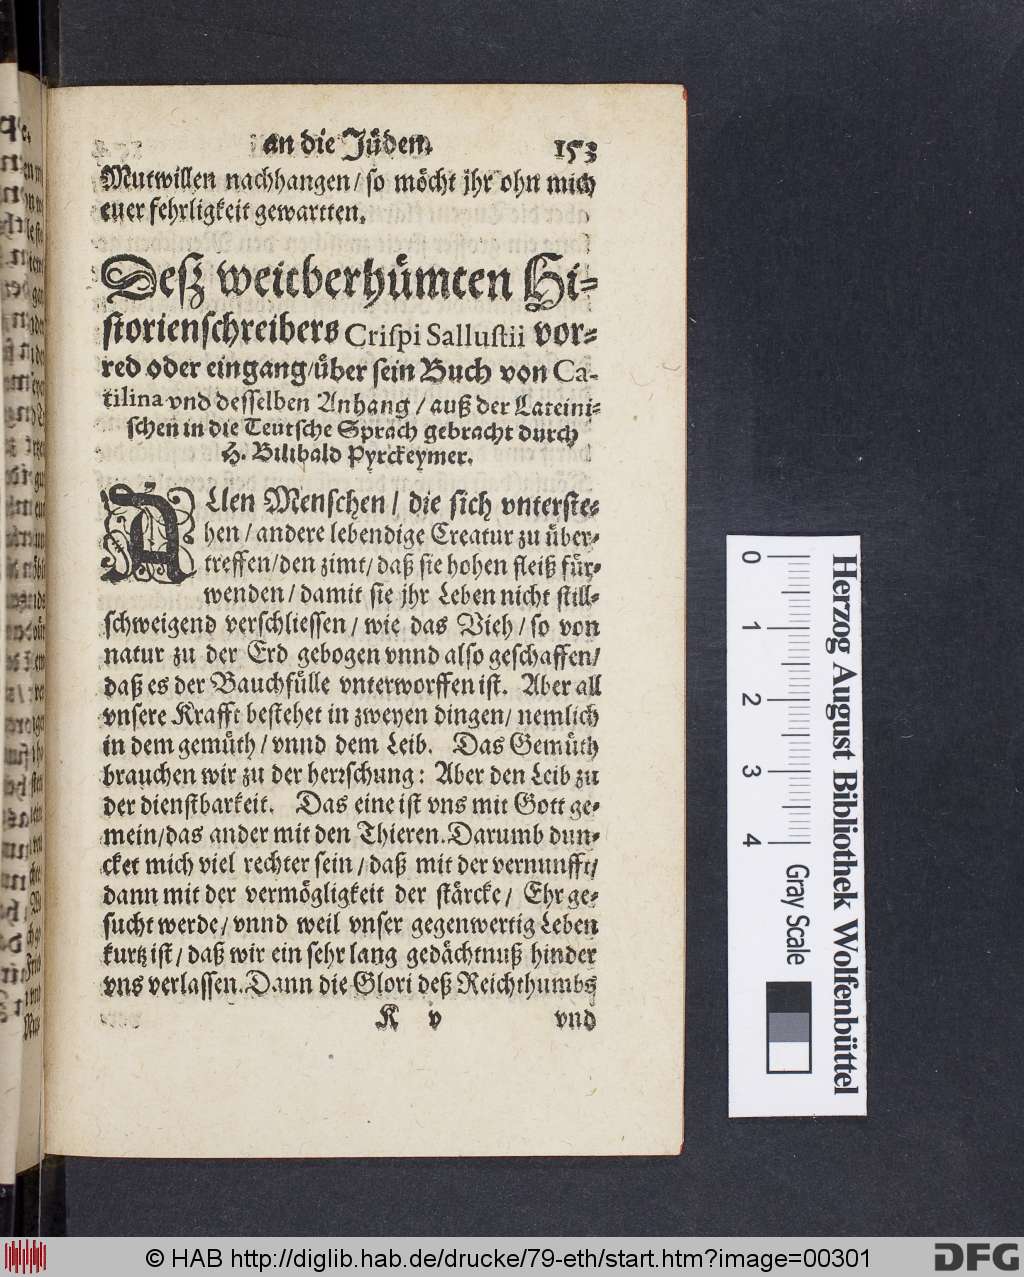 an die Jüden. 153
Mutwillen nachhangen / so möcht jhr ohn mich
euer fehrligkeit gewartten.
Deß weitberhümten Hi-
storienschreibers Crispi Sallustii vor-
red oder eingang / über sein Buch von Ca-
tilina vnd desselben Anhang / auß der Lateini-
schen in die Teutsche Sprach gebracht durch
H. Bilibald Pyrckeymer.
ALlen Menschen / die sich vnterste-
hen / andere lebendige Creatur zu über-
treffen / den zimt / daß sie hohen fleiß für-
wenden / damit sie jhr Leben nicht still-
schweigend verschliessen / wie das Vieh / so von
natur zu der Erd gebogen vnnd also geschaffen /
daß es der Bauchfülle vnterworffen ist. Aber all
vnsere Krafft bestehet in zweyen dingen / nemlich
in dem gemüth / vnnd dem Leib. Das Gemüth
brauchen wir zu der herrschung: Aber den Leib zu
der dienstbarkeit. Das eine ist vns mit Gott ge-
mein / das ander mit den Thieren. Darumb dun-
cket mich viel rechter sein / daß mit der vernunfft /
dann mit der vermögligkeit der stärcke / Ehr ge-
sucht werde / vnnd weil vnser gegenwertig Leben
kurtz ist / daß wir ein sehr lang gedächtnuß hinder
vns verlassen. Dann die Glori deß Reichthumbs
K v vnd
Herzog August Bibliothek Wolfenbüttel
0 1 2 3 4 Gray Scale
© HAB http://diglib.hab.de/drucke/79-eth/start.htm?image=00301
DFG